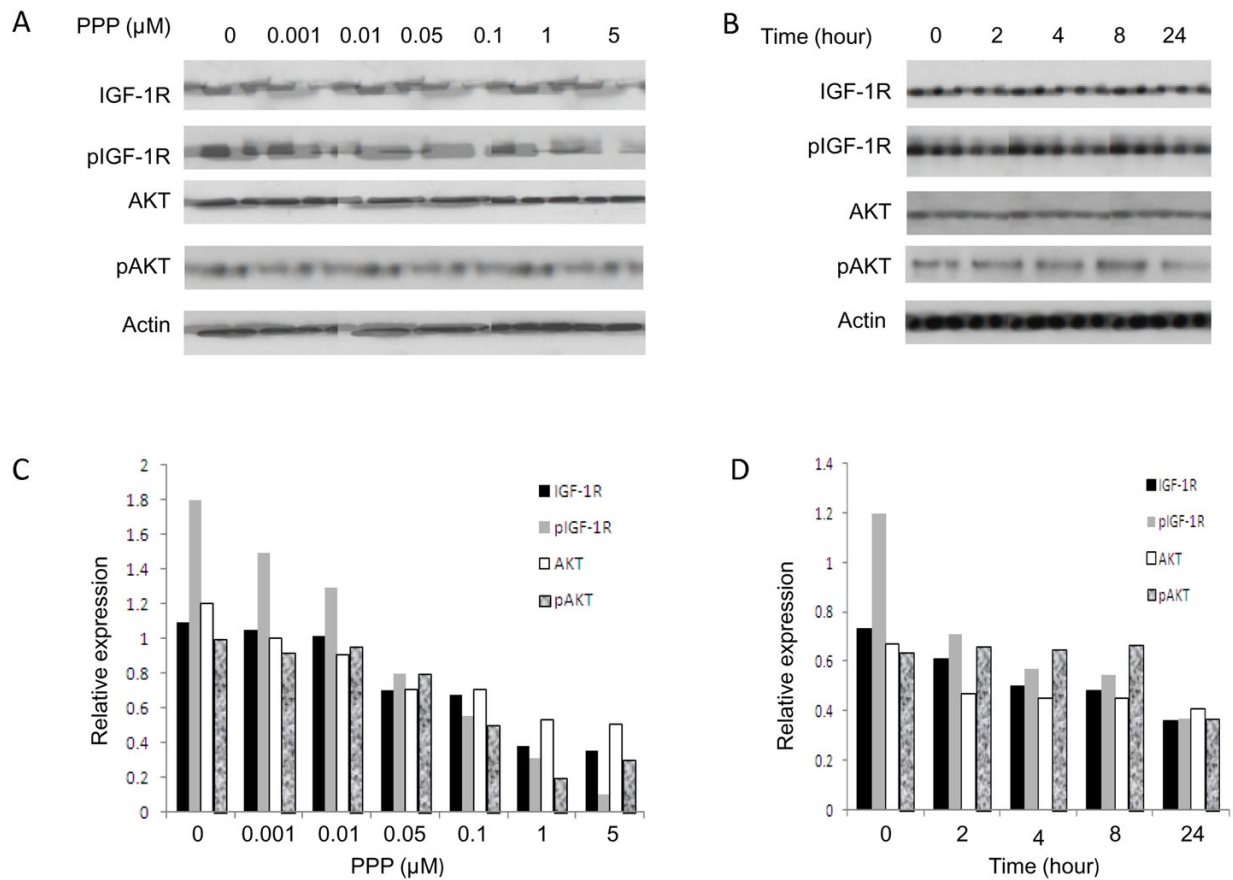 A
PPP (µM)
0 0.001 0.01 0.05 0.1 1 5
IGF-1R
pIGF-1R
AKT
pAKT
Actin
B
Time (hour)
0 2 4 8 24
IGF-1R
pIGF-1R
AKT
pAKT
Actin
C
Relative expression
2
1.8
1.6
1.4
1.2
1
0.8
0.6
0.4
0.2
0
IGF-1R
pIGF-1R
AKT
pAKT
0 0.001 0.01 0.05 0.1 1 5
PPP (µM)
D
Relative expression
1.4
1.2
1
0.8
0.6
0.4
0.2
0
IGF-1R
pIGF-1R
AKT
pAKT
0 2 4 8 24
Time (hour)